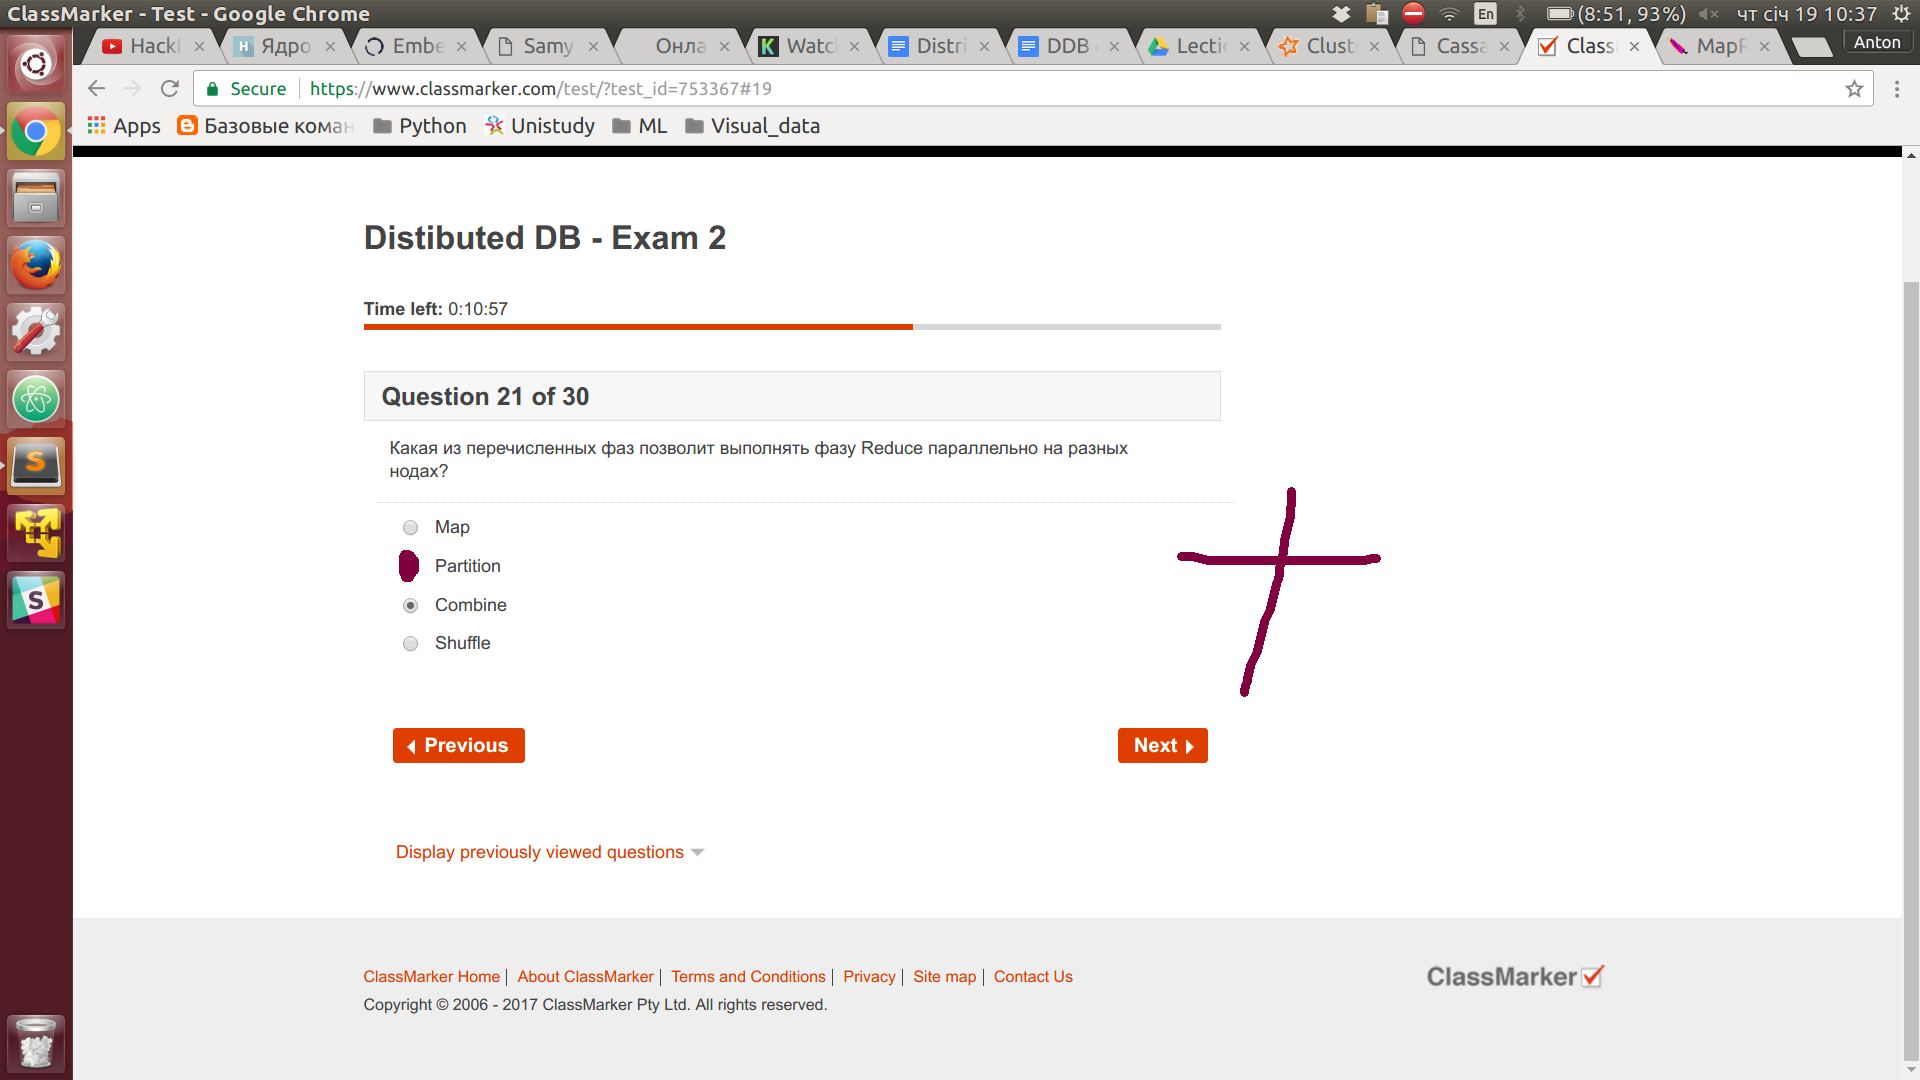 ClassMarker - Test - Google Chrome
En
(8:51, 93%)
чт січ 19 10:37
Hackl
Ядро
Embe
Samy
Онла
Watcl
Distri
DDB
Lectio
Clust
Cassa
Class
MapR
Anton
Secure
https://www.classmarker.com/test/?test_id=753367#19
Apps
Базовые коман
Python
Unistudy
ML
Visual_data
Distibuted DB - Exam 2
Time left: 0:10:57
Question 21 of 30
Какая из перечисленных фаз позволит выполнять фазу Reduce параллельно на разных
нодах?
Map
Partition
Combine
Shuffle
Previous
Next
Display previously viewed questions
ClassMarker Home | About ClassMarker | Terms and Conditions | Privacy | Site map | Contact Us
ClassMarker
Copyright © 2006 - 2017 ClassMarker Pty Ltd. All rights reserved.